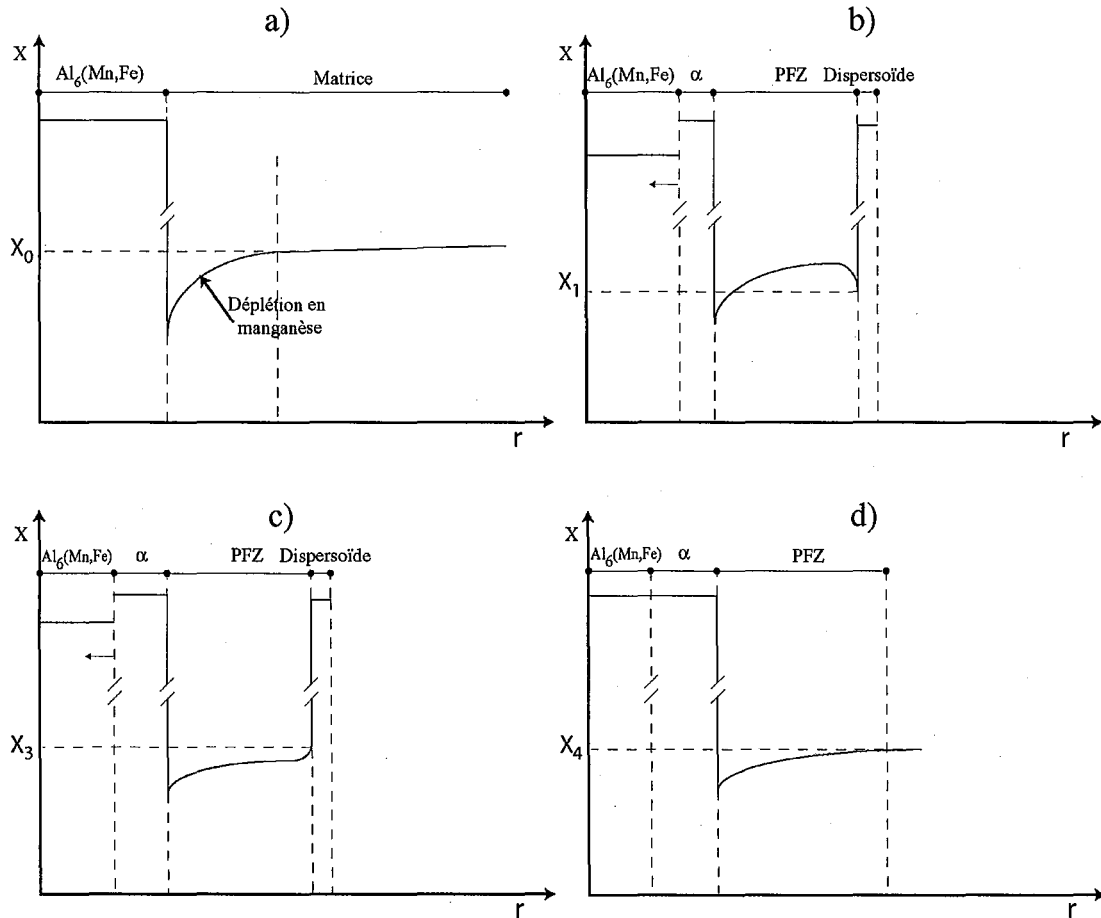 a)
X
Al6(Mn,Fe)
Matrice
X0
Déplétion en
manganèse
r
b)
X
Al6(Mn,Fe) α PFZ Dispersoïde
X1
r
c)
X
Al6(Mn,Fe) α PFZ Dispersoïde
X3
r
d)
X
Al6(Mn,Fe) α PFZ
X4
r